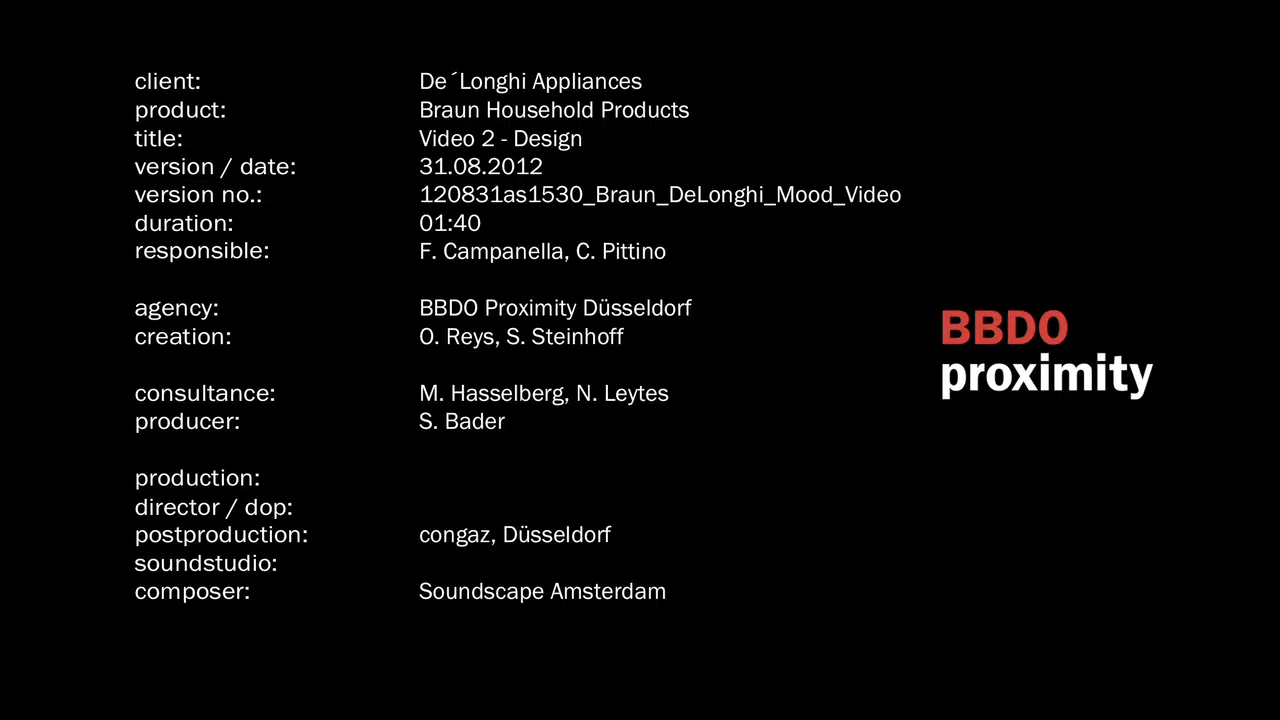 client: De´Longhi Appliances
product: Braun Household Products
title: Video 2 - Design
version / date: 31.08.2012
version no.: 120831as1530_Braun_DeLonghi_Mood_Video
duration: 01:40
responsible: F. Campanella, C. Pittino
agency: BBDO Proximity Düsseldorf
creation: O. Reys, S. Steinhoff
consultance: M. Hasselberg, N. Leytes
producer: S. Bader
production:
director / dop:
postproduction: congaz, Düsseldorf
soundstudio:
composer: Soundscape Amsterdam
BBDO
proximity